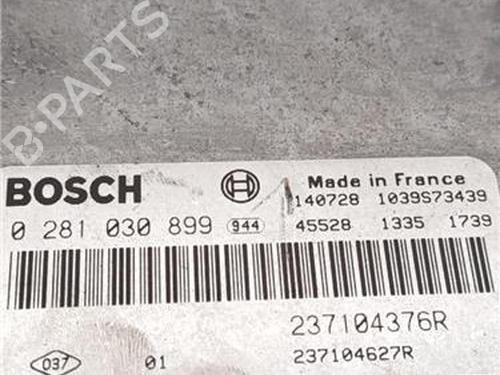 B-PARTS
BOSCH
Made in France
140728 1039S73439
0 281 030 899 944 45528 1335 1739
237104376R
037 01 237104627R